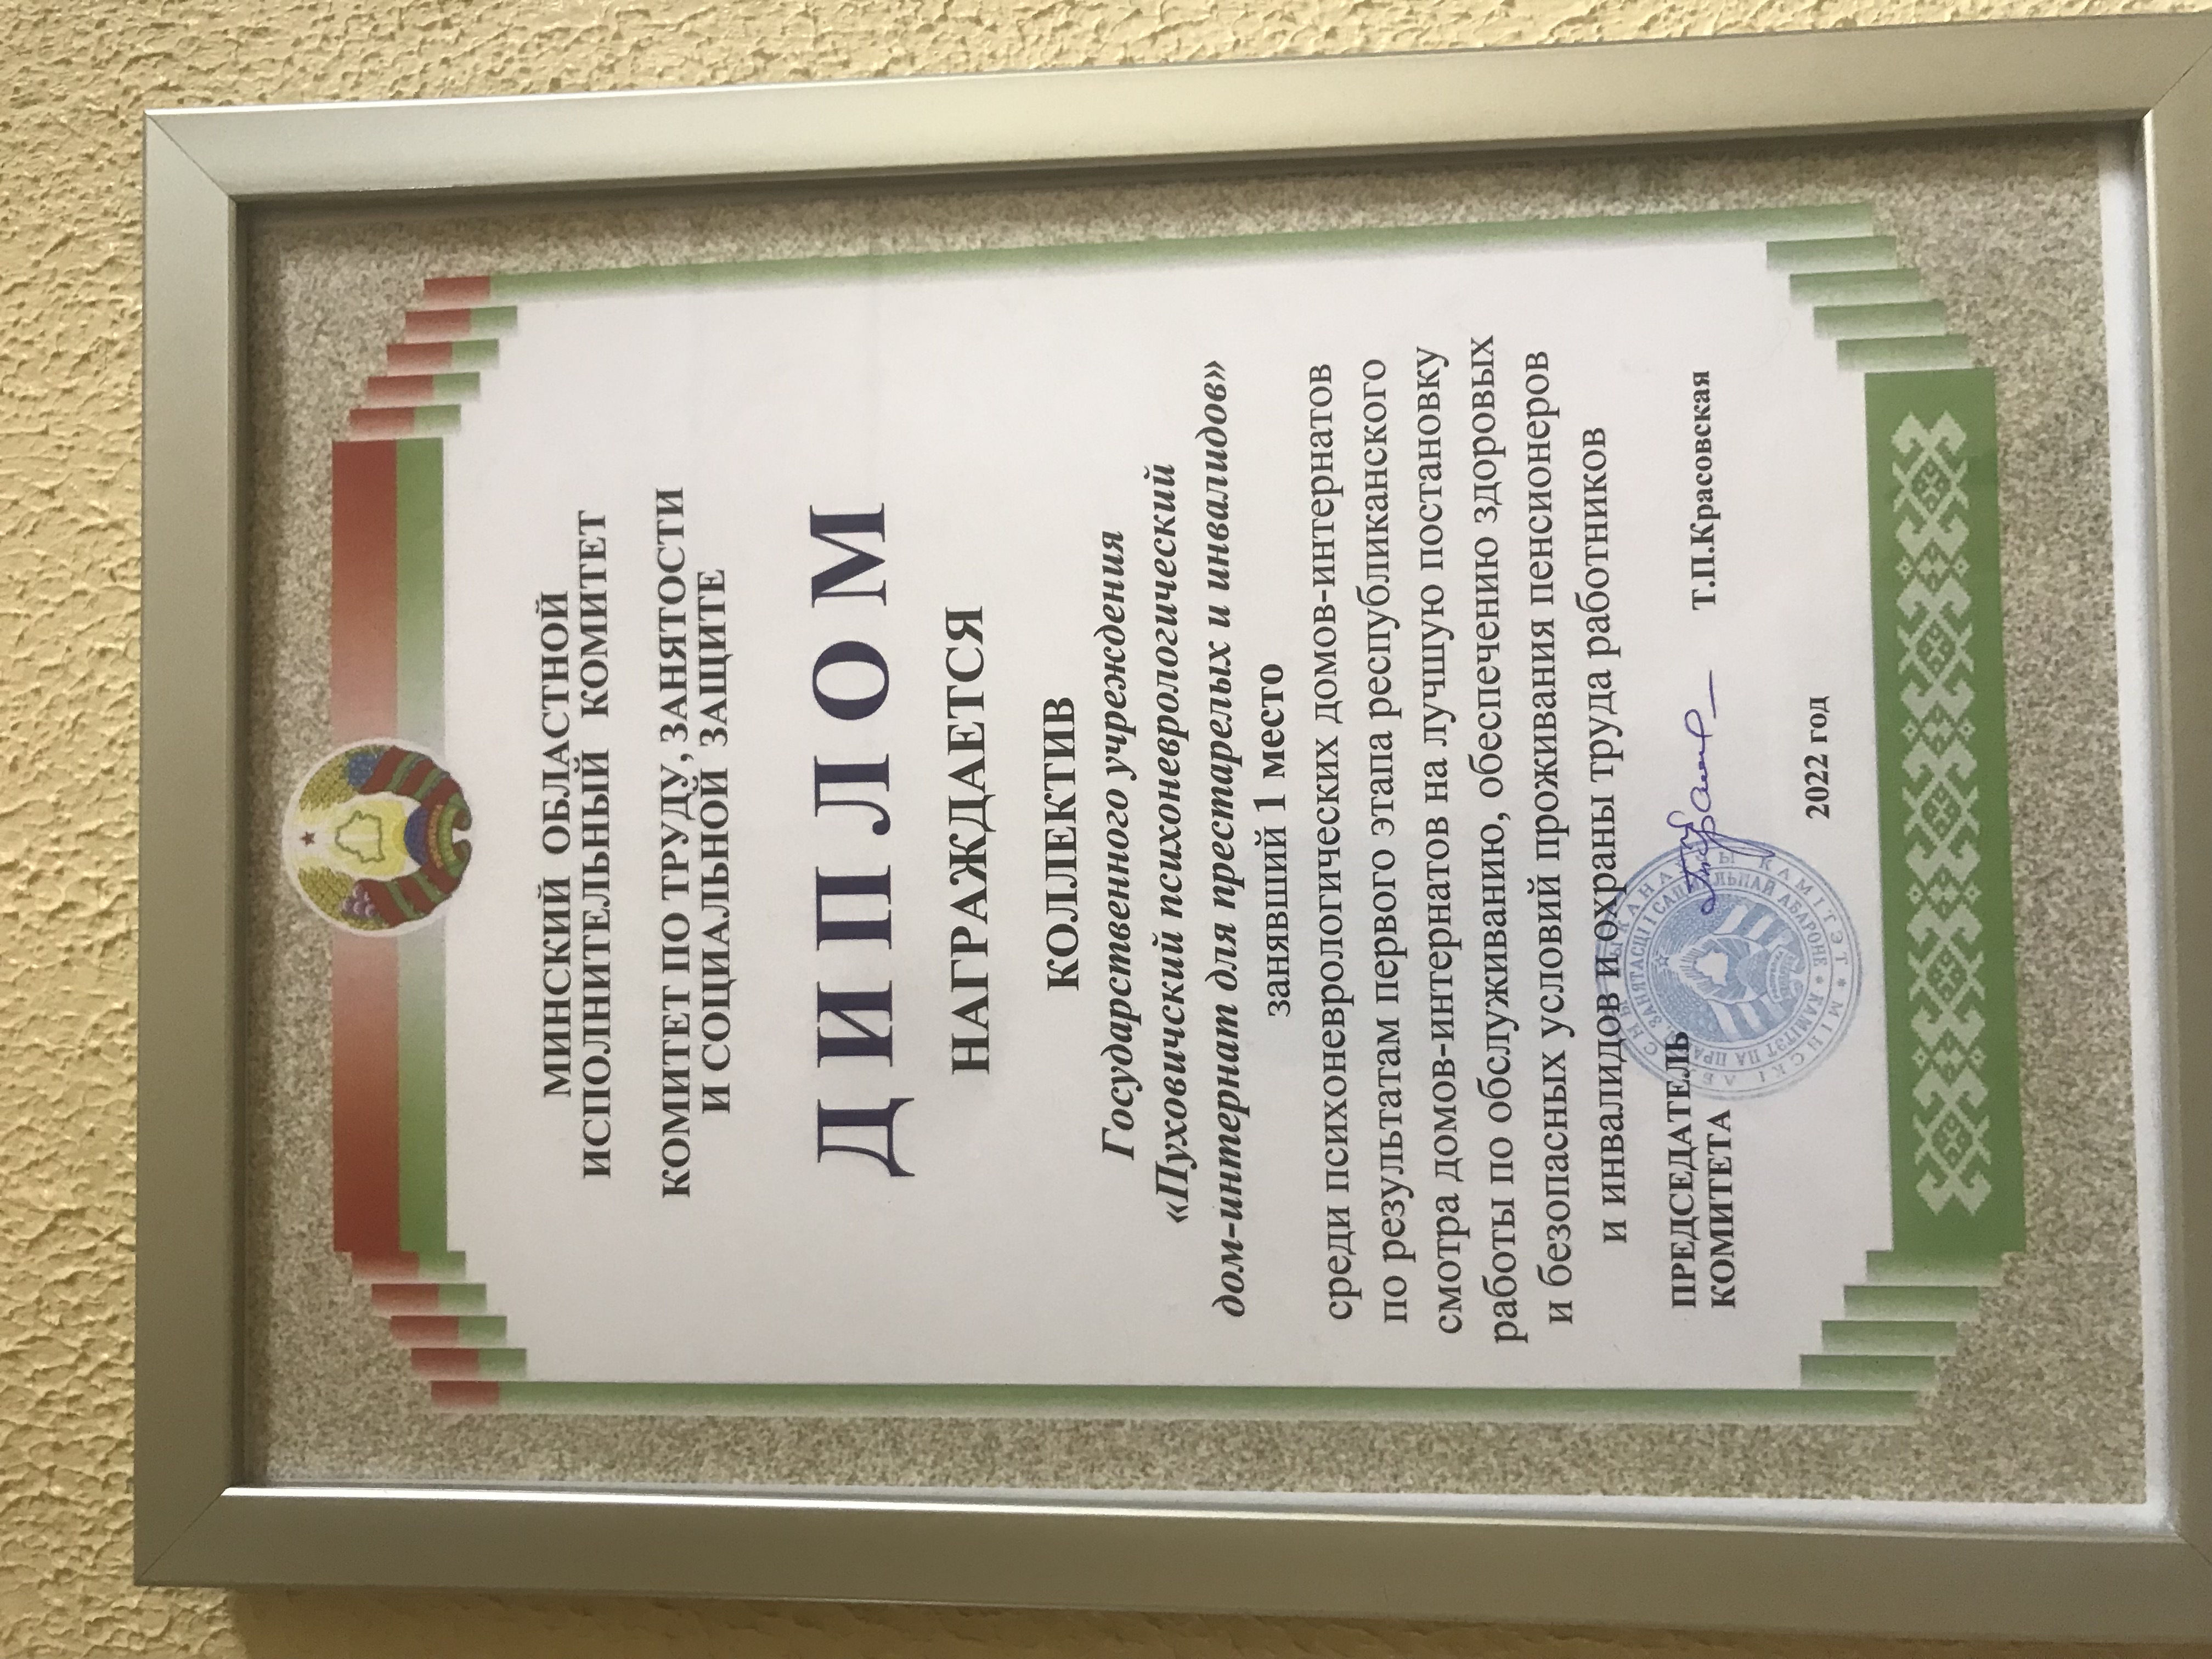 МИНСКИЙ ОБЛАСТНОЙ
ИСПОЛНИТЕЛЬНЫЙ КОМИТЕТ
КОМИТЕТ ПО ТРУДУ, ЗАНЯТОСТИ
И СОЦИАЛЬНОЙ ЗАЩИТЕ
ДИПЛОМ
НАГРАЖДАЕТСЯ
КОЛЛЕКТИВ
Государственного учреждения
«Пуховичский психоневрологический
дом-интернат для престарелых и инвалидов»
занявший 1 место
среди психоневрологических домов-интернатов
по результатам первого этапа республиканского
смотра домов-интернатов на лучшую постановку
работы по обслуживанию, обеспечению здоровых
и безопасных условий проживания пенсионеров
и инвалидов и охраны труда работников
ПРЕДСЕДАТЕЛЬ
КОМИТЕТА Т.П.Красовская
2022 год